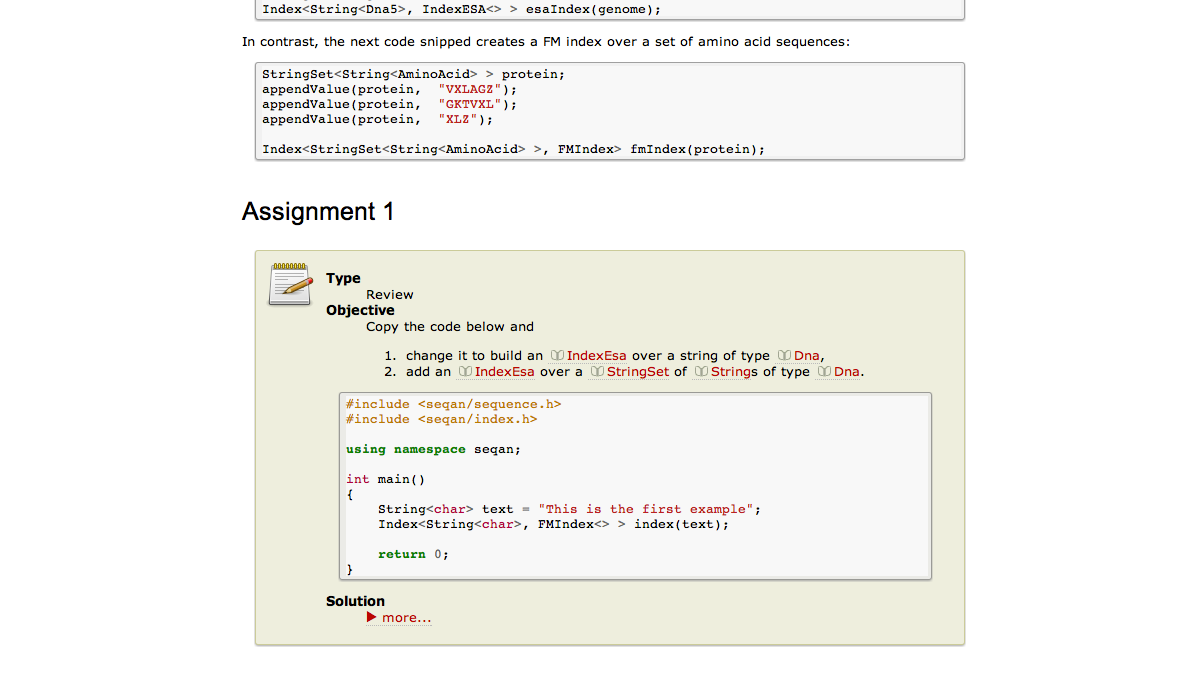 Index<String<Dna5>, IndexESA<> > esaIndex(genome);
In contrast, the next code snipped creates a FM index over a set of amino acid sequences:
StringSet<String<AminoAcid> > protein;
appendValue(protein,  "VXLAGZ");
appendValue(protein,  "GKTVXL");
appendValue(protein,  "XLZ");
Index<StringSet<String<AminoAcid> >, FMIndex> fmIndex(protein);
Assignment 1
Type
Review
Objective
Copy the code below and
1. change it to build an IndexEsa over a string of type Dna,
2. add an IndexEsa over a StringSet of Strings of type Dna.
#include <seqan/sequence.h>
#include <seqan/index.h>
using namespace seqan;
int main()
{
    String<char> text = "This is the first example";
    Index<String<char>, FMIndex<> > index(text);
    return 0;
}
Solution
more...